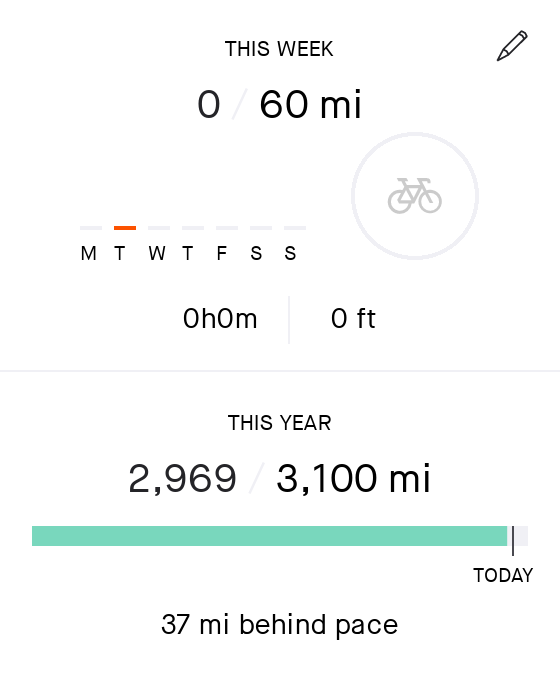 THIS WEEK
0 / 60 mi
M T W T F S S
0h0m 0 ft
THIS YEAR
2,969 / 3,100 mi
TODAY
37 mi behind pace